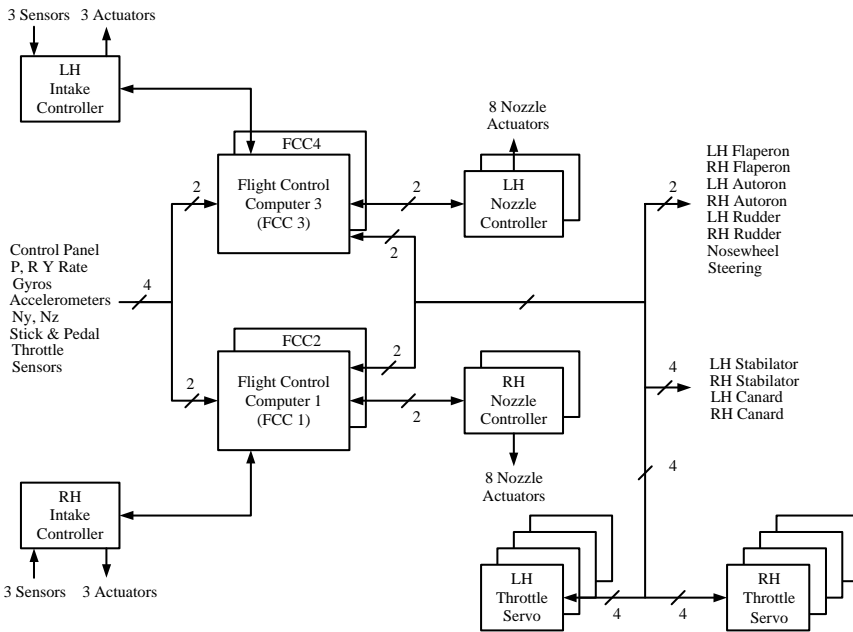 3 Sensors
3 Actuators
LH
Intake
Controller
FCC4
Flight Control
Computer 3
(FCC 3)
2
2
2
8 Nozzle
Actuators
LH
Nozzle
Controller
2
LH Flaperon
RH Flaperon
LH Autoron
RH Autoron
LH Rudder
RH Rudder
Nosewheel
Steering
Control Panel
P, R Y Rate
Gyros
Accelerometers
Ny, Nz
Stick & Pedal
Throttle
Sensors
4
FCC2
Flight Control
Computer 1
(FCC 1)
2
2
2
RH
Nozzle
Controller
8 Nozzle
Actuators
4
LH Stabilator
RH Stabilator
LH Canard
RH Canard
4
RH
Intake
Controller
3 Sensors
3 Actuators
LH
Throttle
Servo
4
4
RH
Throttle
Servo